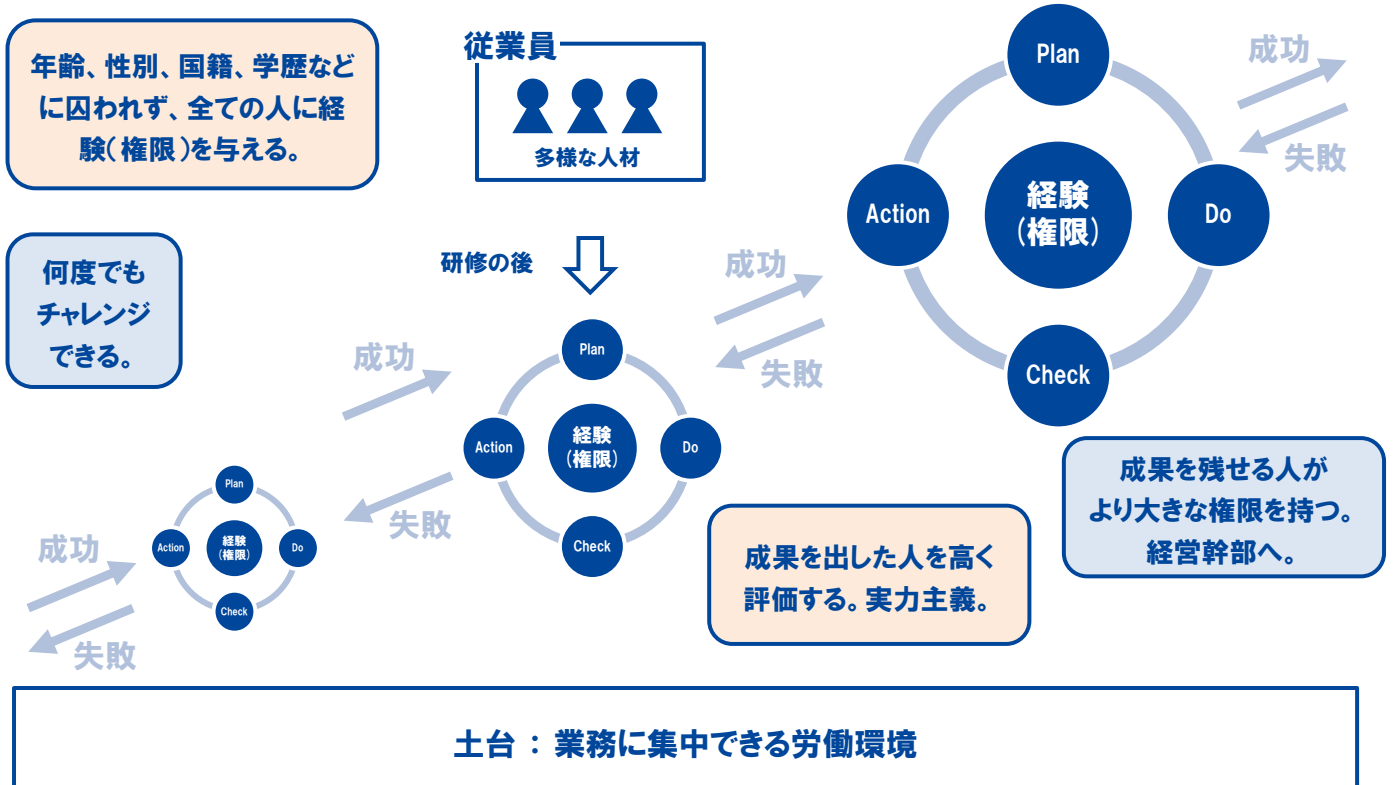 年齢、性別、国籍、学歴など
に囚われず、全ての人に経
験(権限)を与える。
従業員
多様な人材
何度でも
チャレンジ
できる。
研修の後
Plan
Do
Check
Action
経験
(権限)
成功
失敗
成功
失敗
Plan
Do
Check
Action
経験
(権限)
成功
失敗
Plan
Do
Check
Action
経験
(権限)
成功
失敗
成果を出した人を高く
評価する。実力主義。
成果を残せる人が
より大きな権限を持つ。
経営幹部へ。
土台：業務に集中できる労働環境